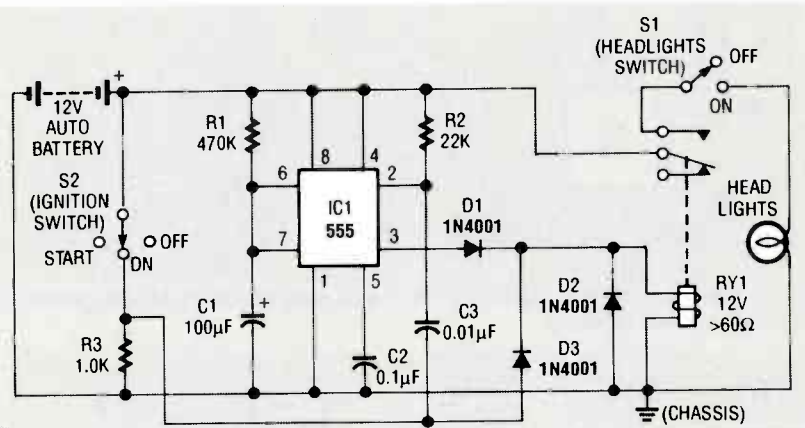 S1
(HEADLIGHTS
SWITCH)
OFF
ON
+
12V
AUTO
BATTERY
R1
470K
8
4
R2
22K
6
2
S2
(IGNITION
SWITCH)
IC1
555
7
3
D1
1N4001
HEAD
LIGHTS
START
OFF
ON
1
5
C1
100µF
+
D2
1N4001
RY1
12V
>60Ω
R3
1.0K
C2
0.1µF
C3
0.01µF
D3
1N4001
(CHASSIS)